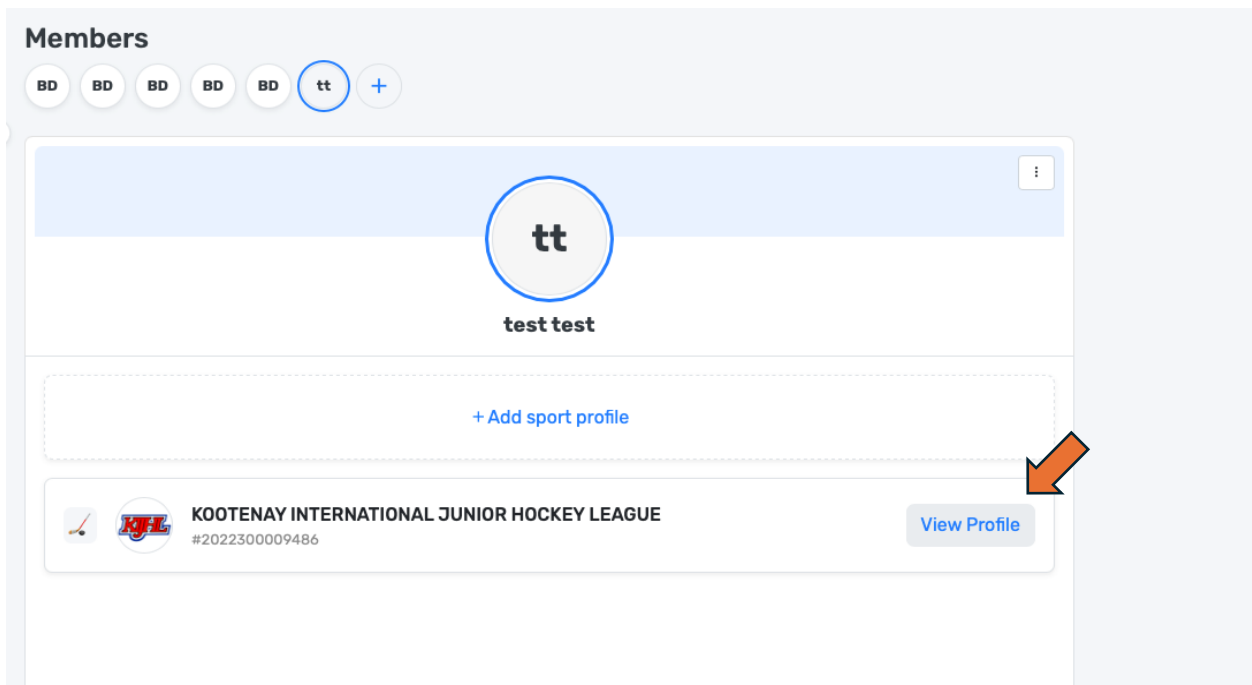 Members
BD BD BD BD BD tt +
tt
test test
+ Add sport profile
KIJHL
KOOTENAY INTERNATIONAL JUNIOR HOCKEY LEAGUE
#2022300009486
View Profile